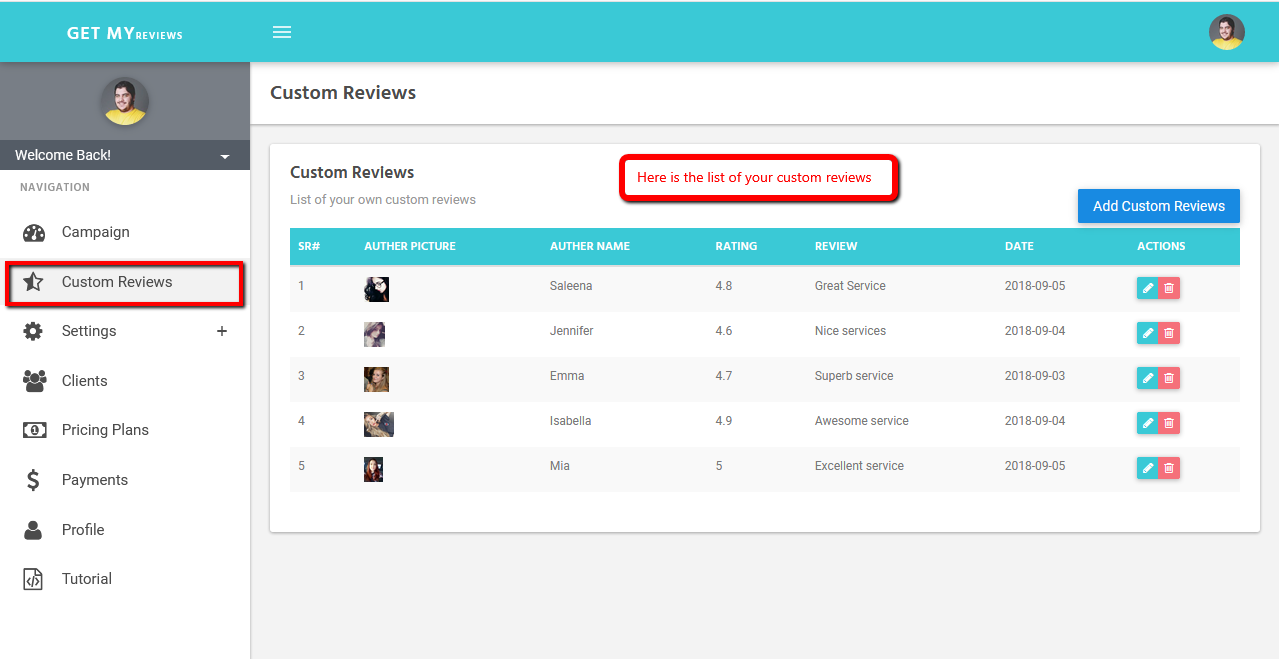 GET MYREVIEWS
Custom Reviews
Welcome Back!
NAVIGATION
Campaign
Custom Reviews
Settings +
Clients
Pricing Plans
Payments
Profile
Tutorial
Custom Reviews
List of your own custom reviews
Here is the list of your custom reviews
Add Custom Reviews
SR# AUTHER PICTURE AUTHER NAME RATING REVIEW DATE ACTIONS
1 Saleena 4.8 Great Service 2018-09-05
2 Jennifer 4.6 Nice services 2018-09-04
3 Emma 4.7 Superb service 2018-09-03
4 Isabella 4.9 Awesome service 2018-09-04
5 Mia 5 Excellent service 2018-09-05